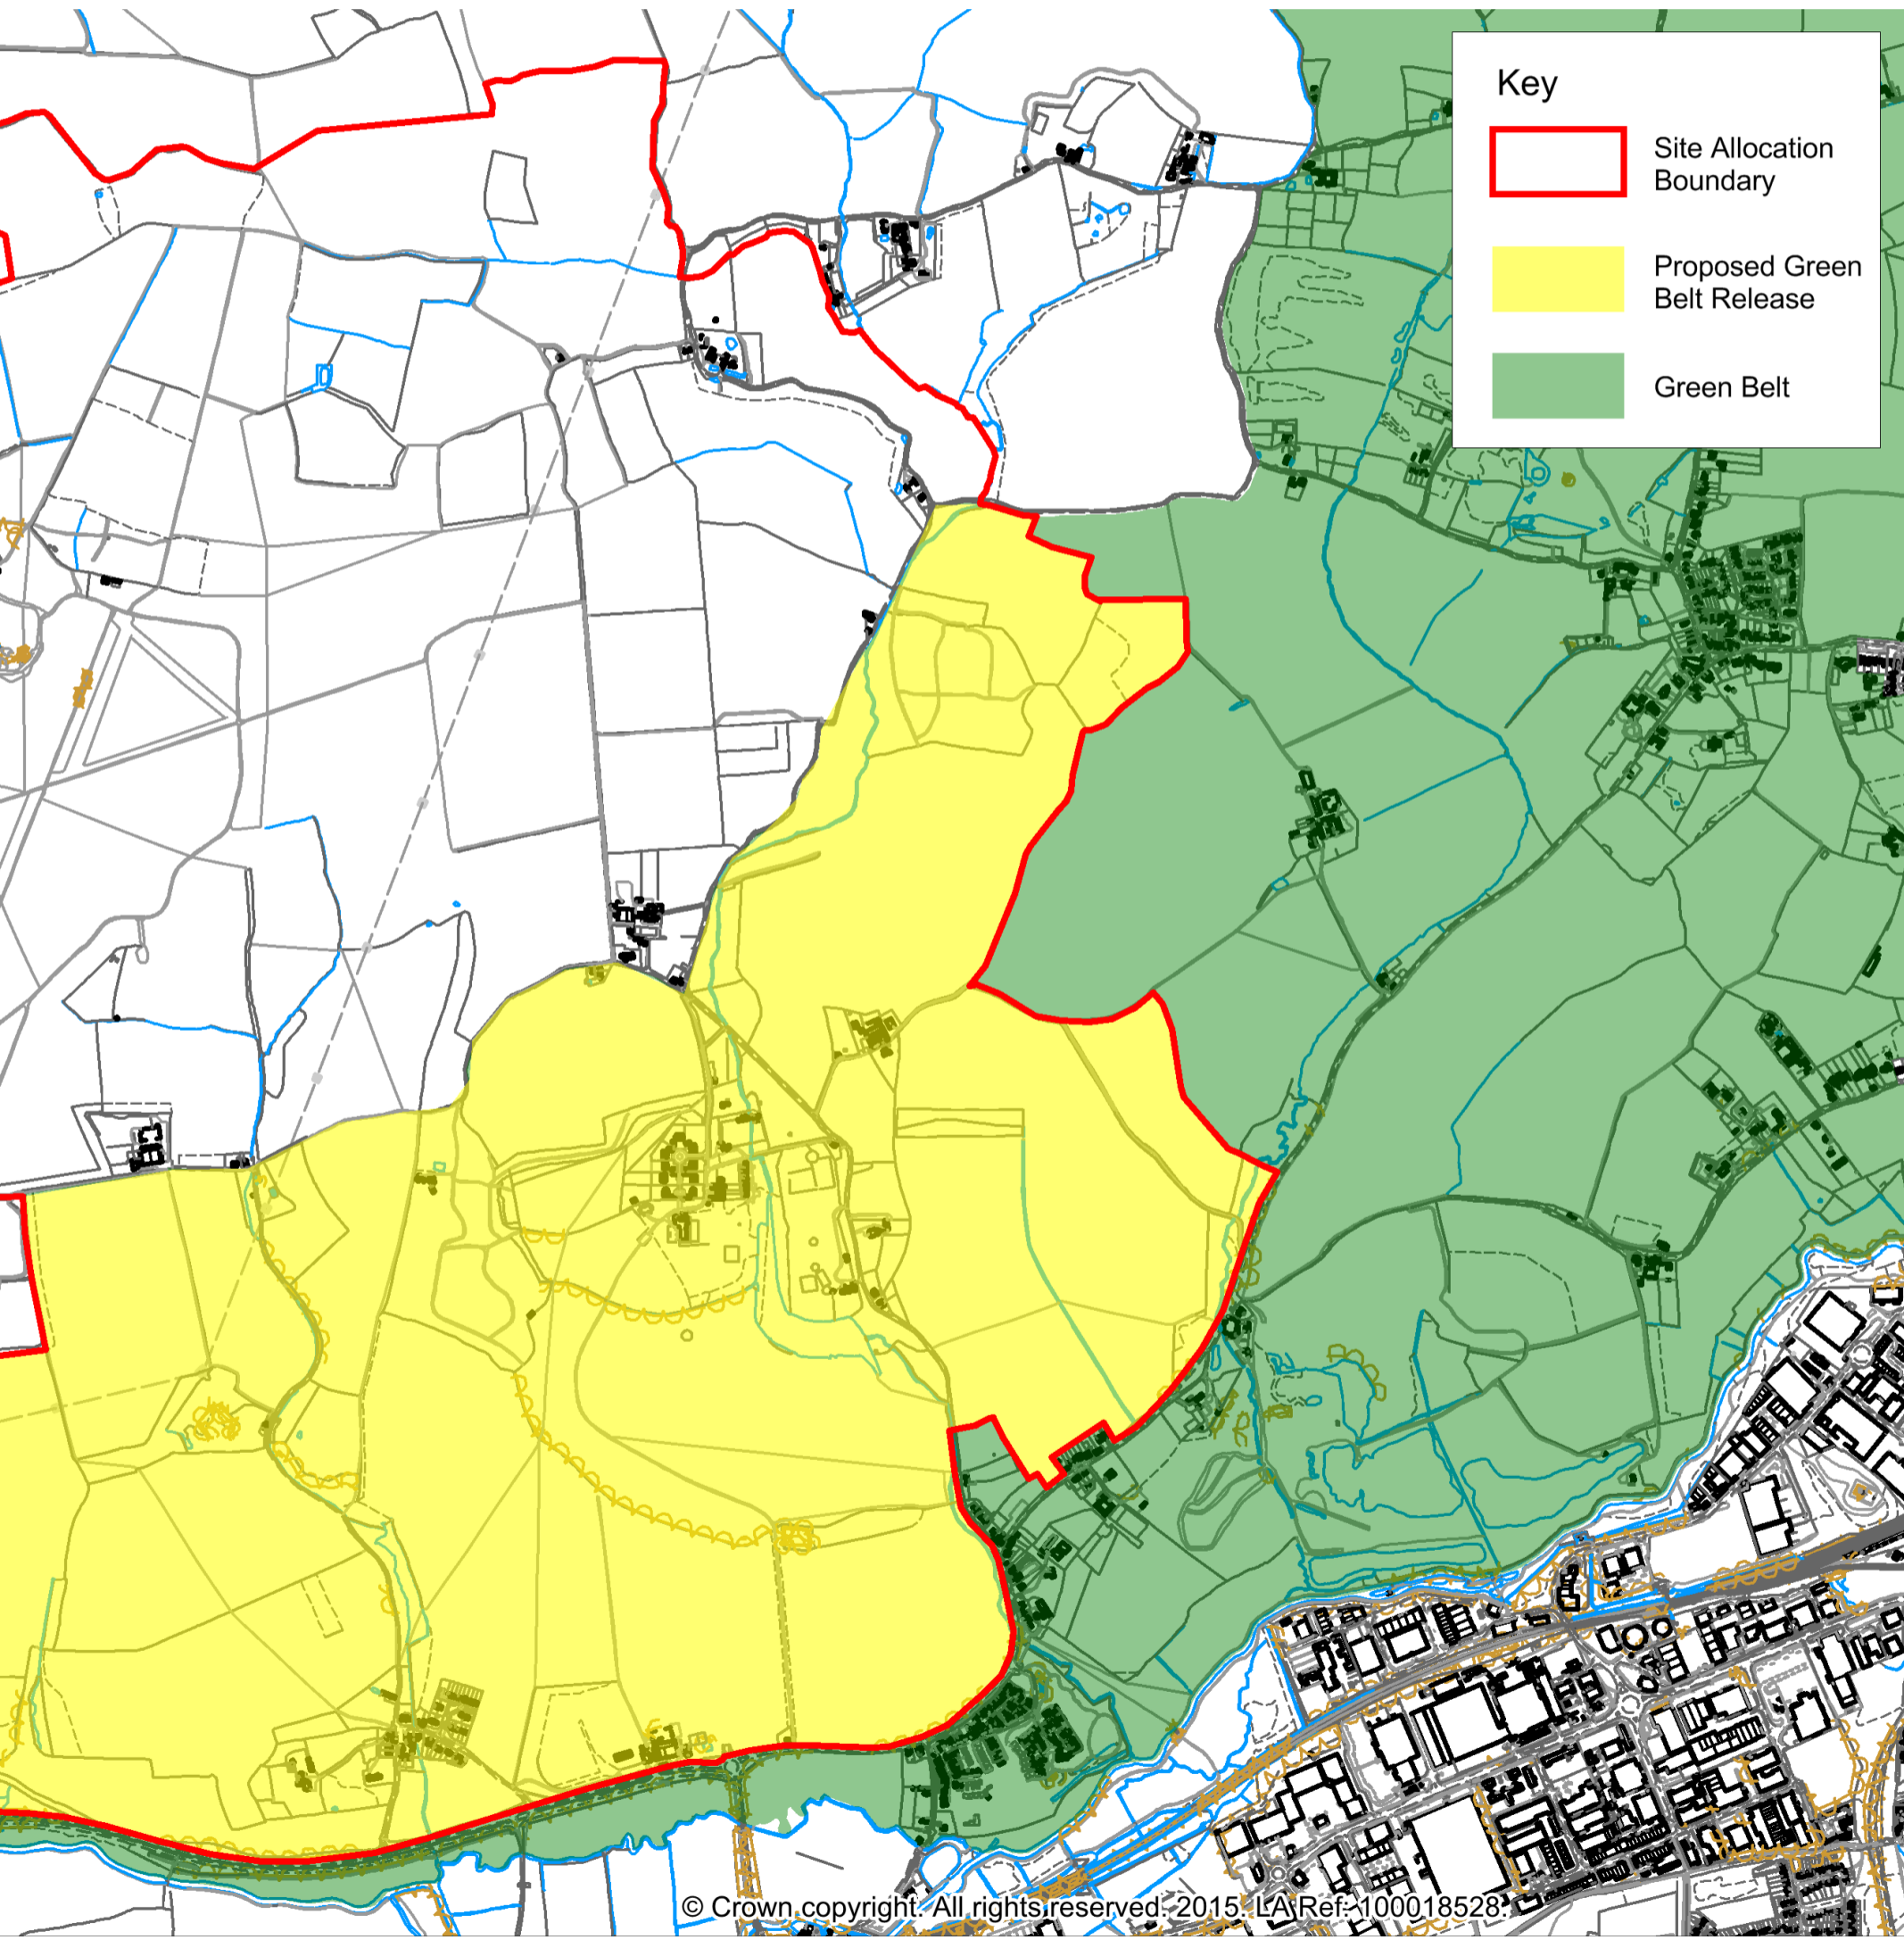 Key
Site Allocation
Boundary
Proposed Green
Belt Release
Green Belt
© Crown copyright. All rights reserved. 2015. LA Ref: 100018528.